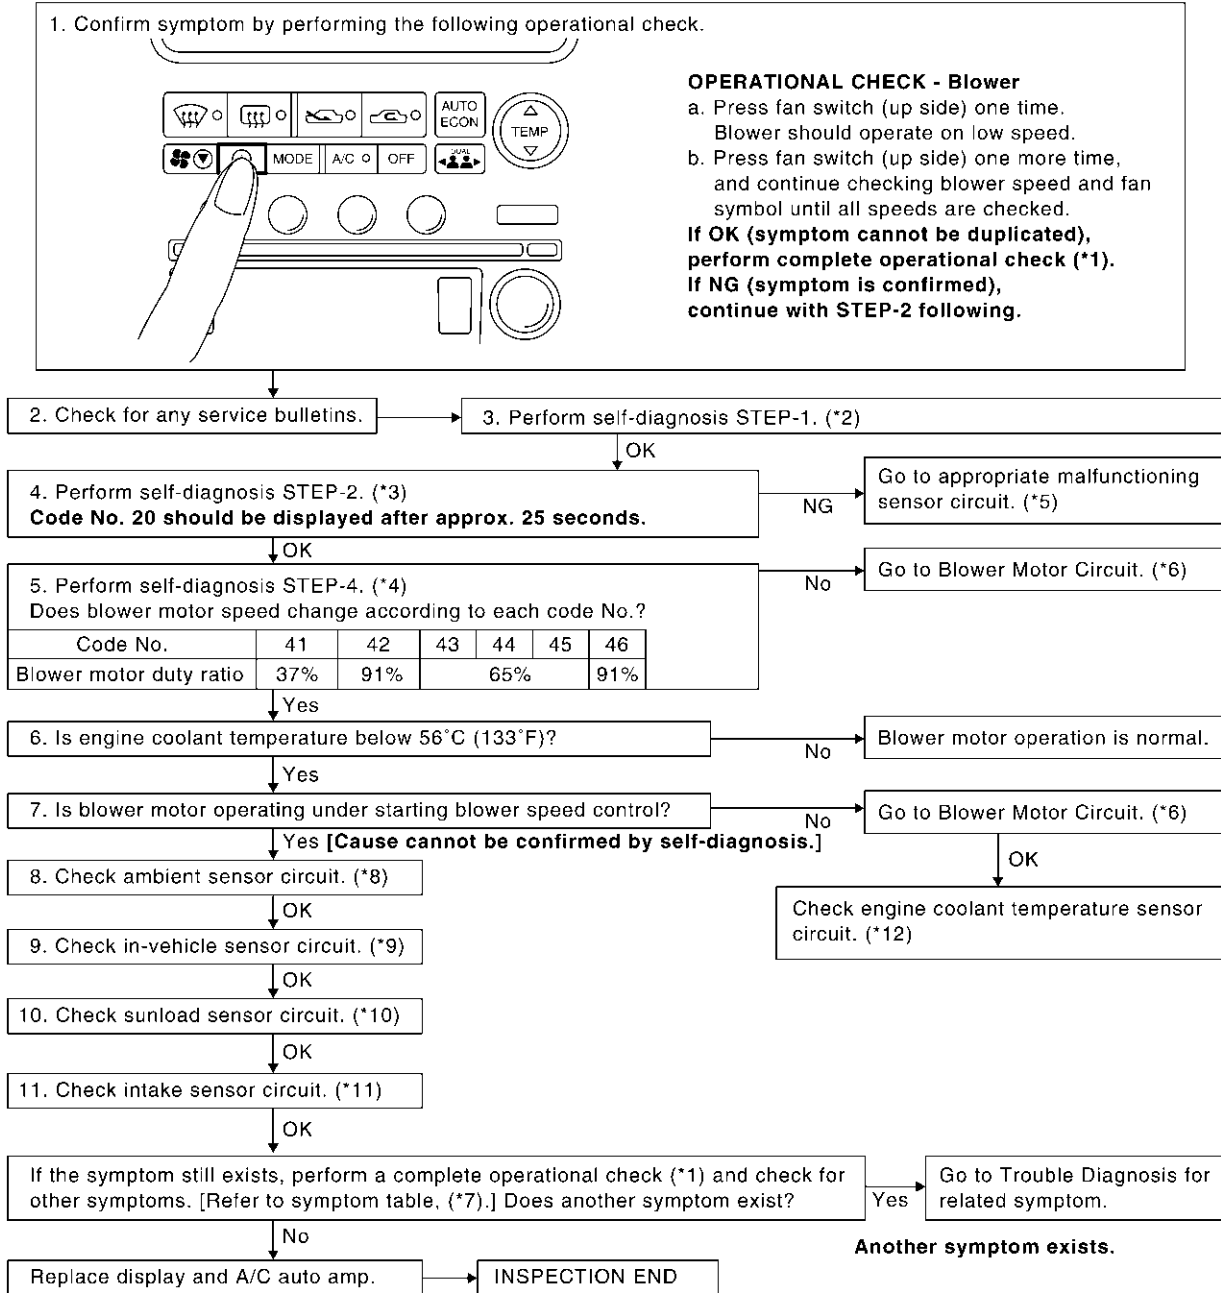 1. Confirm symptom by performing the following operational check.
AUTO
ECON
TEMP
MODE
A/C
OFF
DUAL
OPERATIONAL CHECK - Blower
a. Press fan switch (up side) one time.
Blower should operate on low speed.
b. Press fan switch (up side) one more time,
and continue checking blower speed and fan
symbol until all speeds are checked.
If OK (symptom cannot be duplicated),
perform complete operational check (*1).
If NG (symptom is confirmed),
continue with STEP-2 following.
2. Check for any service bulletins.
3. Perform self-diagnosis STEP-1. (*2)
OK
4. Perform self-diagnosis STEP-2. (*3)
Code No. 20 should be displayed after approx. 25 seconds.
NG
Go to appropriate malfunctioning
sensor circuit. (*5)
OK
5. Perform self-diagnosis STEP-4. (*4)
Does blower motor speed change according to each code No.?
No
Go to Blower Motor Circuit. (*6)
Code No. 41 42 43 44 45 46
Blower motor duty ratio 37% 91% 65% 91%
Yes
6. Is engine coolant temperature below 56°C (133°F)?
No
Blower motor operation is normal.
Yes
7. Is blower motor operating under starting blower speed control?
No
Go to Blower Motor Circuit. (*6)
Yes [Cause cannot be confirmed by self-diagnosis.]
OK
Check engine coolant temperature sensor
circuit. (*12)
8. Check ambient sensor circuit. (*8)
OK
9. Check in-vehicle sensor circuit. (*9)
OK
10. Check sunload sensor circuit. (*10)
OK
11. Check intake sensor circuit. (*11)
OK
If the symptom still exists, perform a complete operational check (*1) and check for
other symptoms. [Refer to symptom table, (*7).] Does another symptom exist?
Yes
Go to Trouble Diagnosis for
related symptom.
Another symptom exists.
No
Replace display and A/C auto amp.
INSPECTION END